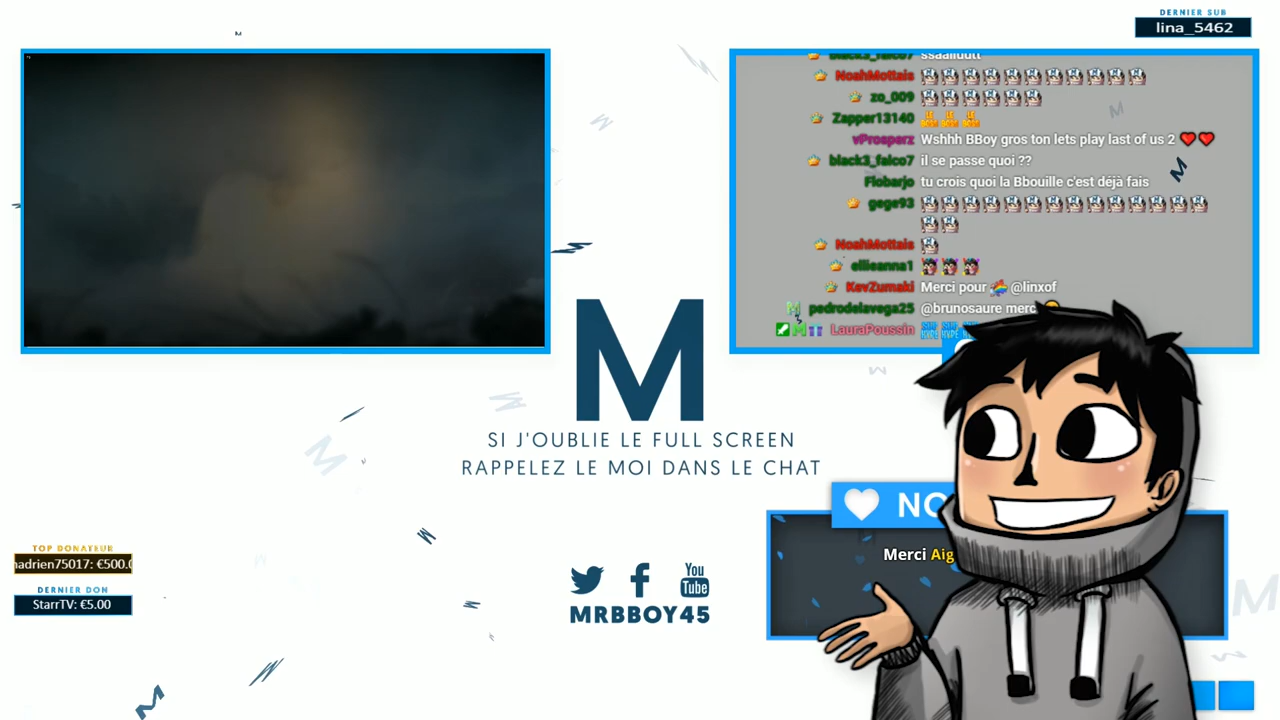 DERNIER SUB
lina_5462
ssaaluutt
NoahMottais
zo_009
Zapper13140
vProsperz Wshhh BBoy gros ton lets play last of us 2
black3_falco7 il se passe quoi ??
Flobarjo tu crois quoi la Bbouille c'est déjà fais
gege93
NoahMottais
ellieanna1
KevZumaki Merci pour @linxof
pedrodelavega25 @brunosaure merc
LauraPoussin
M
SI J'OUBLIE LE FULL SCREEN
RAPPELEZ LE MOI DANS LE CHAT
NO
Merci Aig
TOP DONATEUR
nadrien75017: €500.0
DERNIER DON
StarrTV: €5.00
You
Tube
MRBBOY45